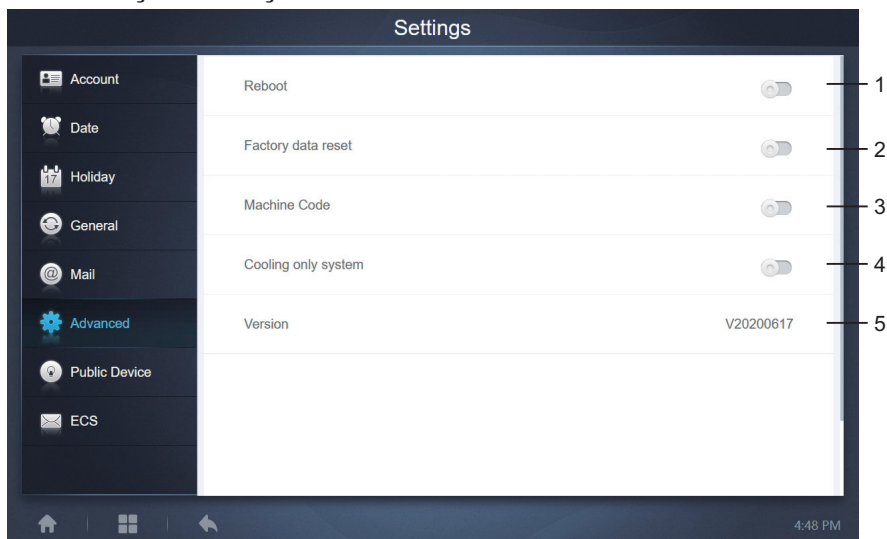 Settings
Account
Date
17
Holiday
General
@
Mail
Advanced
Public Device
ECS
Reboot
1
Factory data reset
2
Machine Code
3
Cooling only system
4
Version
V20200617
5
4:48 PM